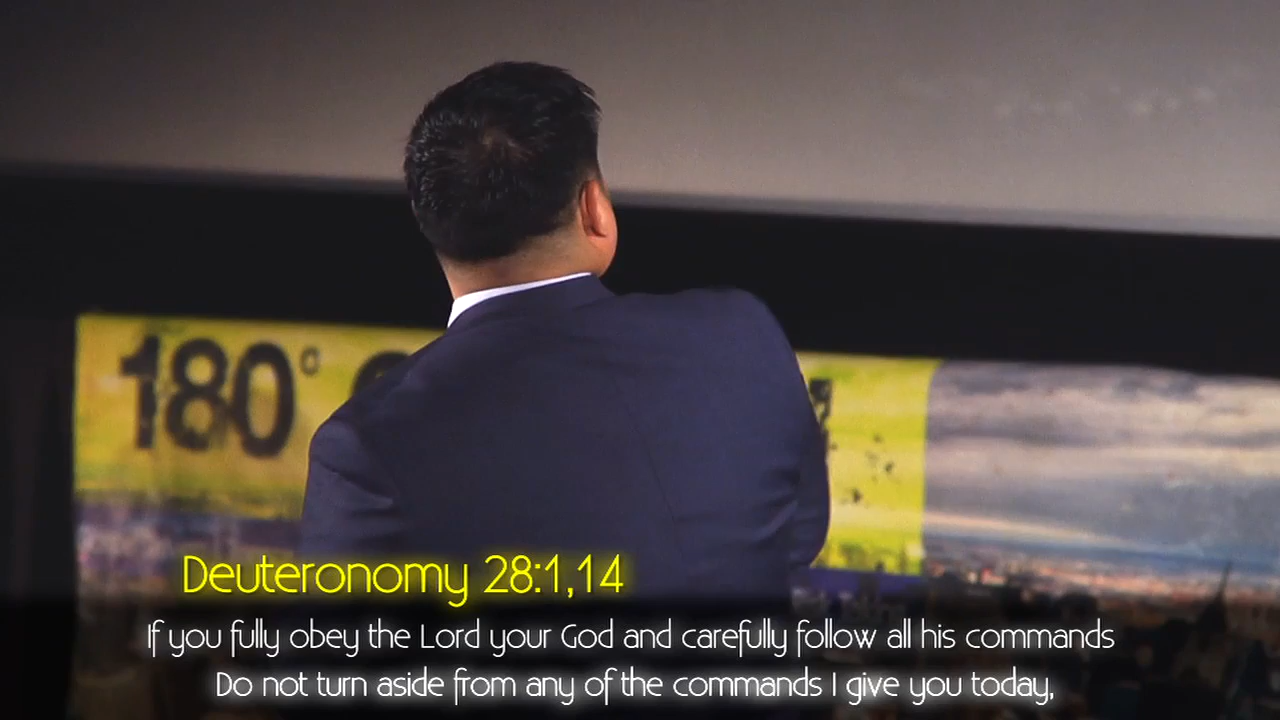 180°
Deuteronomy 28:1,14
If you fully obey the Lord your God and carefully follow all his commands
Do not turn aside from any of the commands I give you today,